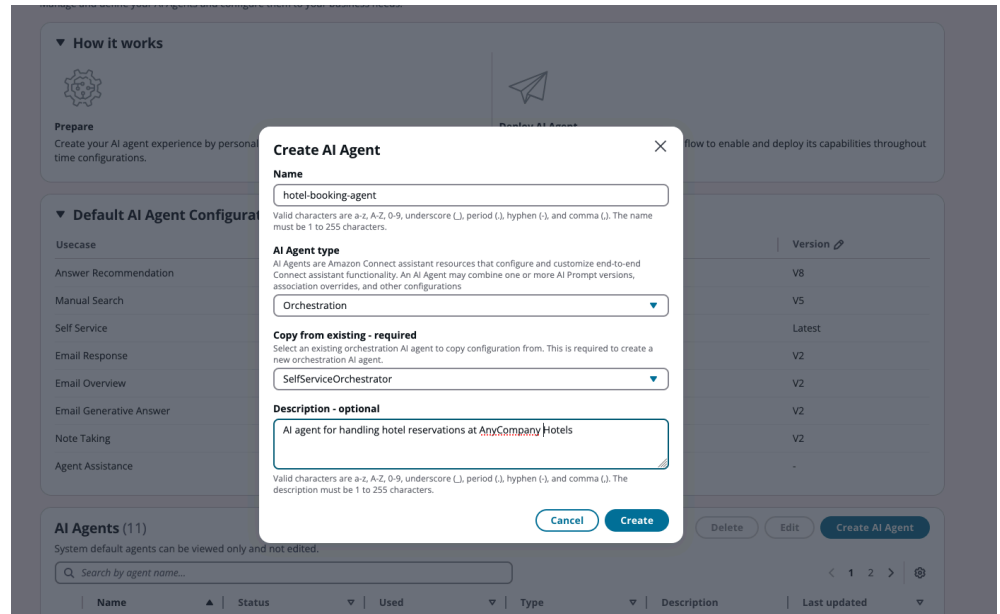 Manage and define your AI Agents and configure them to your business needs.
▼ How it works
Prepare
Create your AI agent experience by personal
time configurations.
Deploy AI Agent
flow to enable and deploy its capabilities throughout
▼ Default AI Agent Configurat
Usecase
Version
Answer Recommendation
V8
Manual Search
V5
Self Service
Latest
Email Response
V2
Email Overview
V2
Email Generative Answer
V2
Note Taking
V2
Agent Assistance
-
Create AI Agent
Name
hotel-booking-agent
Valid characters are a-z, A-Z, 0-9, underscore (_), period (.), hyphen (-), and comma (,). The name
must be 1 to 255 characters.
AI Agent type
AI Agents are Amazon Connect assistant resources that configure and customize end-to-end
Connect assistant functionality. An AI Agent may combine one or more AI Prompt versions,
association overrides, and other configurations
Orchestration
Copy from existing - required
Select an existing orchestration AI agent to copy configuration from. This is required to create a
new orchestration AI agent.
SelfServiceOrchestrator
Description - optional
AI agent for handling hotel reservations at AnyCompany Hotels
Valid characters are a-z, A-Z, 0-9, underscore (_), period (.), hyphen (-), and comma (,). The
description must be 1 to 255 characters.
Cancel
Create
AI Agents (11)
Delete
Edit
Create AI Agent
System default agents can be viewed only and not edited.
Search by agent name...
< 1 2 >
Name
Status
Used
Type
Description
Last updated